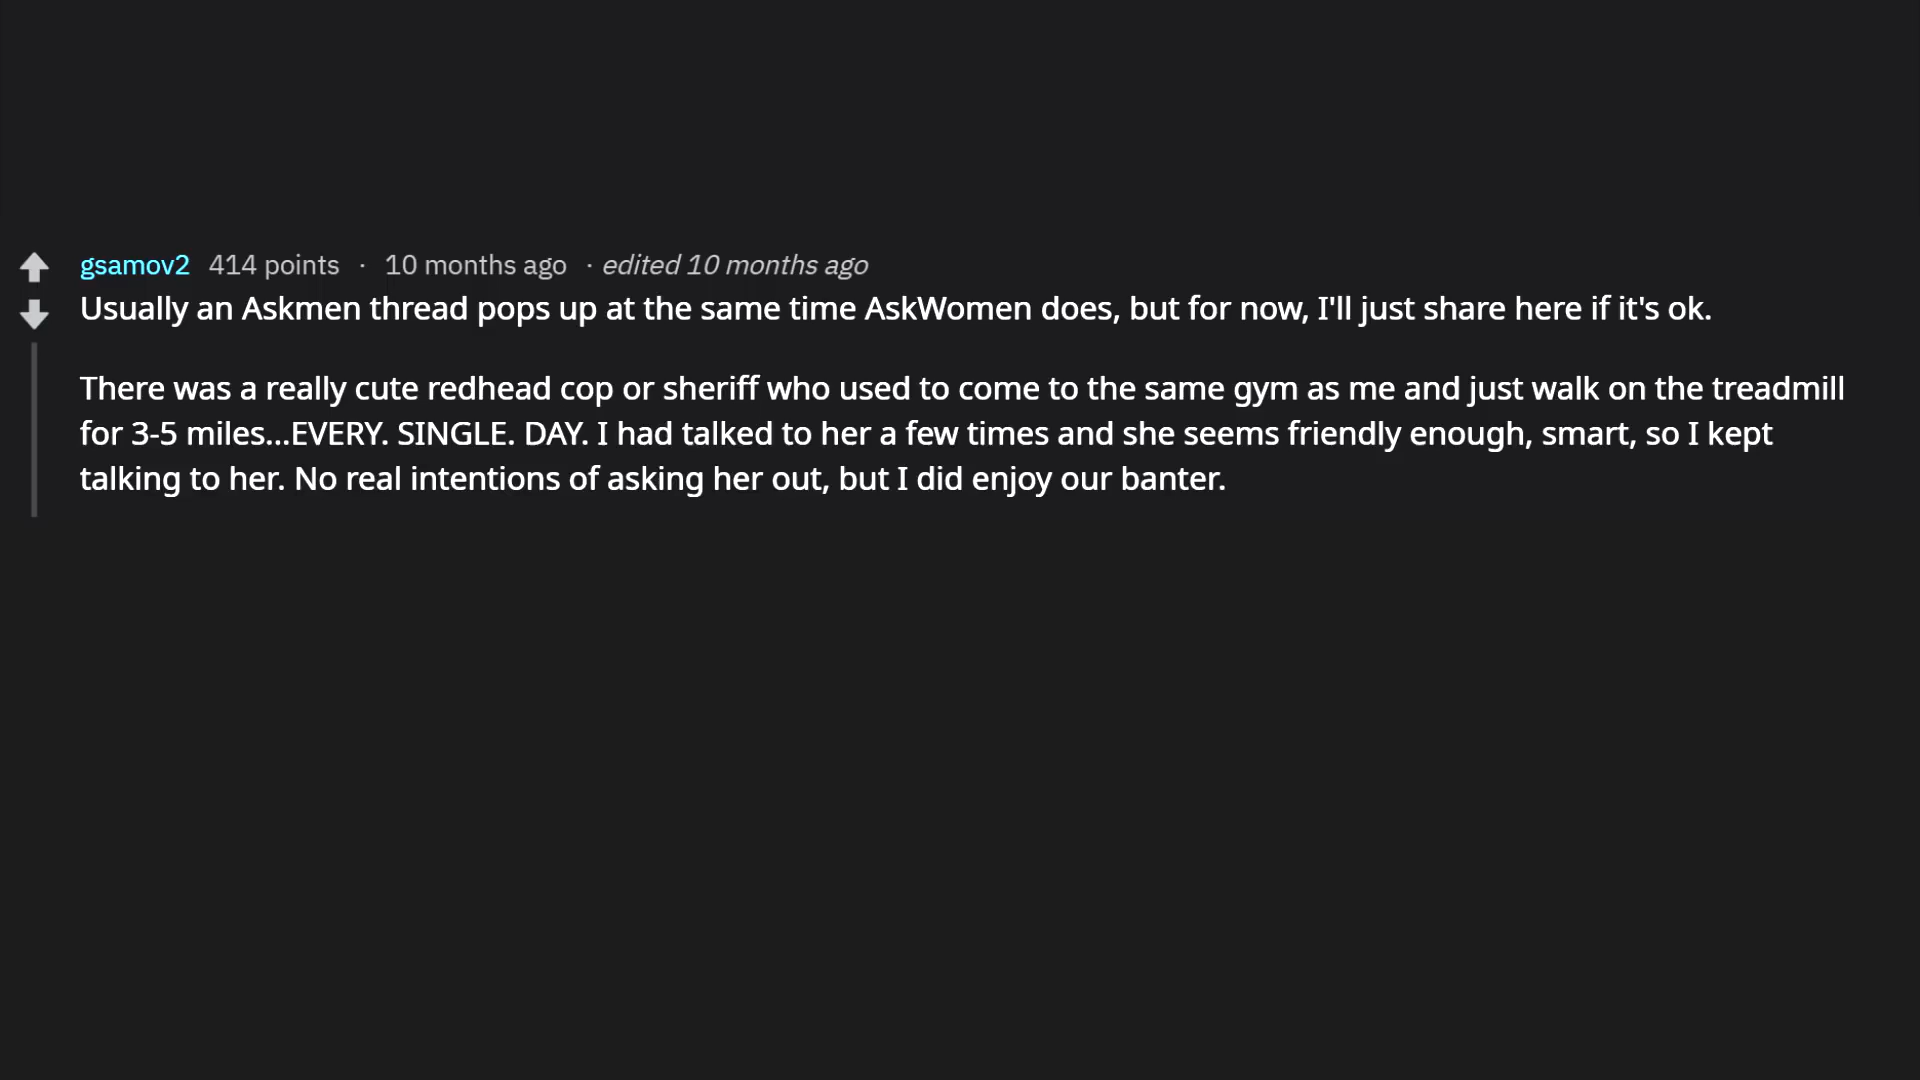 gsamov2 414 points · 10 months ago · edited 10 months ago
Usually an Askmen thread pops up at the same time AskWomen does, but for now, I'll just share here if it's ok.
There was a really cute redhead cop or sheriff who used to come to the same gym as me and just walk on the treadmill
for 3-5 miles...EVERY. SINGLE. DAY. I had talked to her a few times and she seems friendly enough, smart, so I kept
talking to her. No real intentions of asking her out, but I did enjoy our banter.